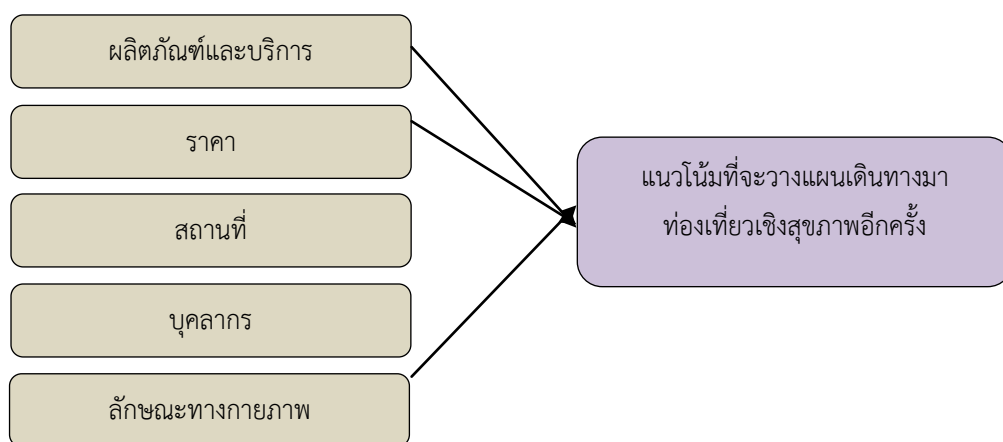 ผลิตภัณฑ์และบริการ
ราคา
สถานที่
บุคลากร
ลักษณะทางกายภาพ
แนวโน้มที่จะวางแผนเดินทางมา
ท่องเที่ยวเชิงสุขภาพอีกครั้ง